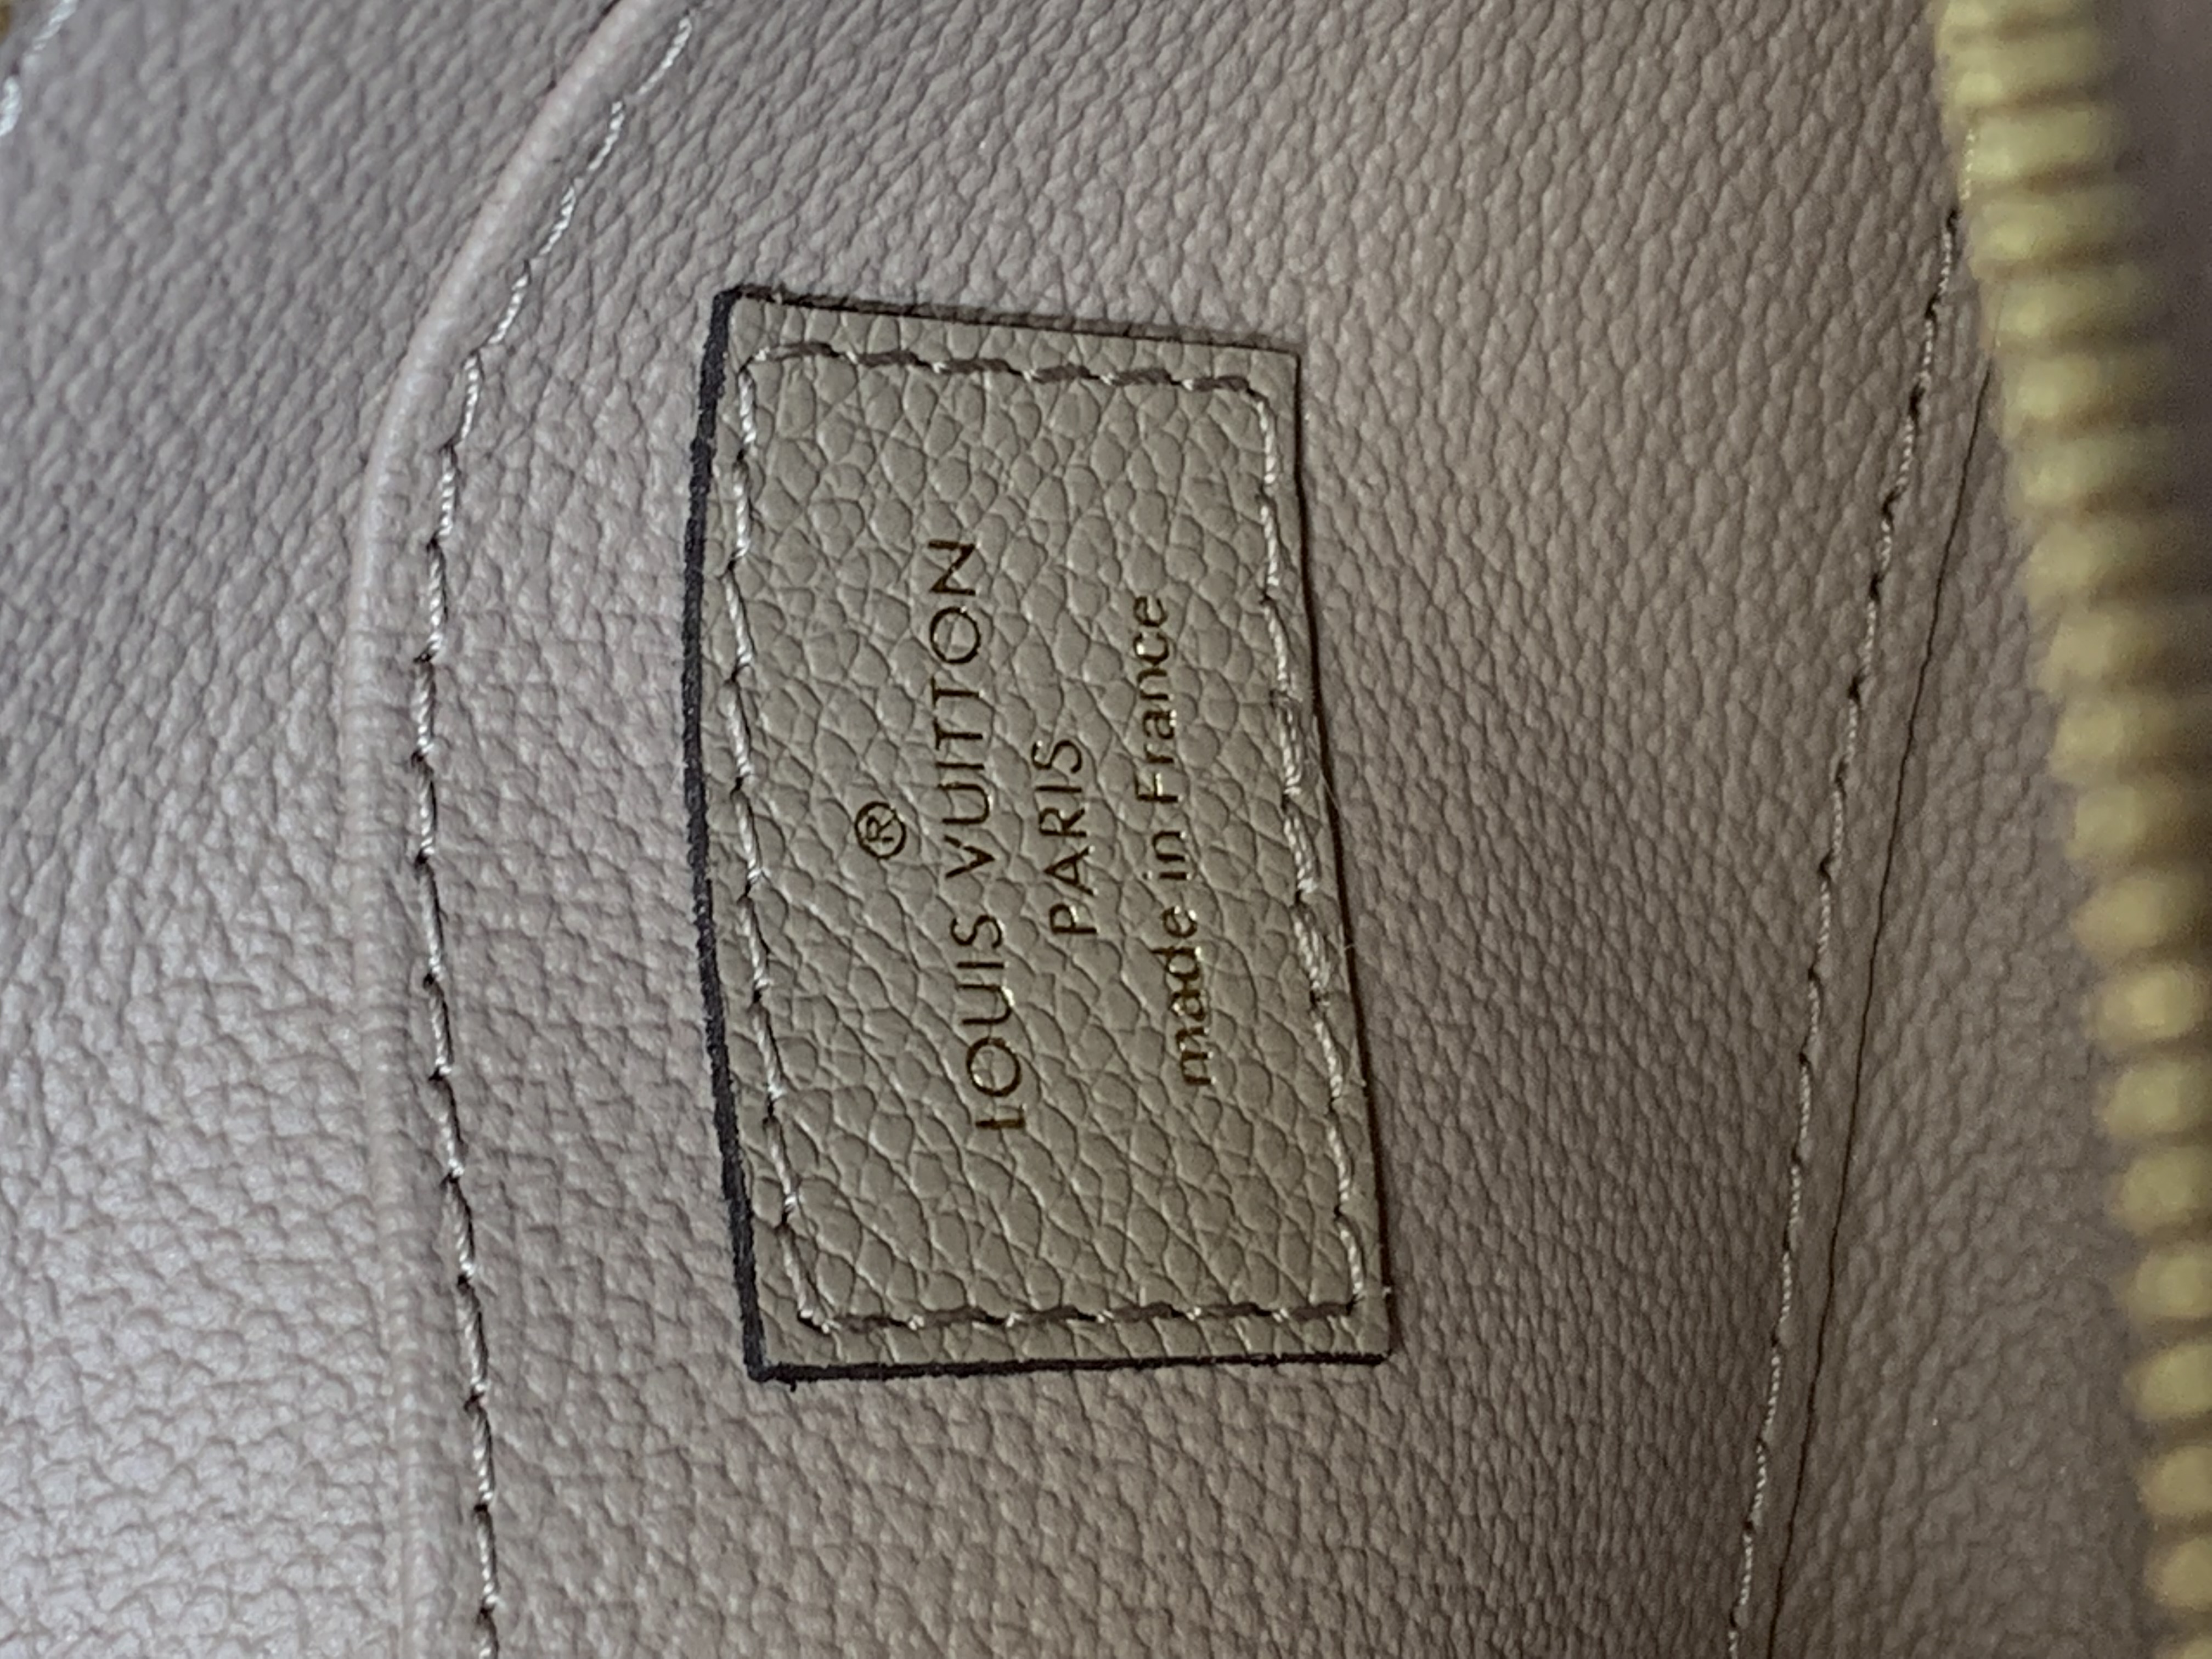 ®
LOUIS VUITTON
PARIS
made in France